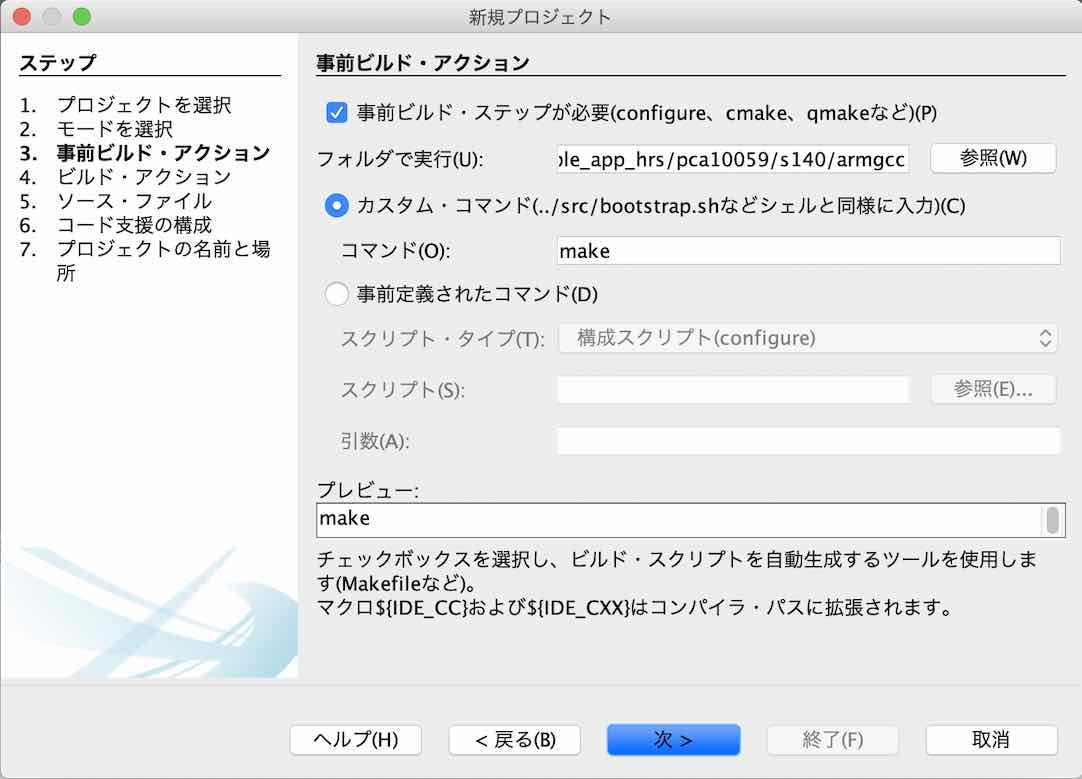 新規プロジェクト
ステップ
1. プロジェクトを選択
2. モードを選択
3. 事前ビルド・アクション
4. ビルド・アクション
5. ソース・ファイル
6. コード支援の構成
7. プロジェクトの名前と場
所
事前ビルド・アクション
事前ビルド・ステップが必要(configure、cmake、qmakeなど)(P)
フォルダで実行(U): ble_app_hrs/pca10059/s140/armgcc 参照(W)
カスタム・コマンド(../src/bootstrap.shなどシェルと同様に入力)(C)
コマンド(O): make
事前定義されたコマンド(D)
スクリプト・タイプ(T): 構成スクリプト(configure)
スクリプト(S): 参照(E)...
引数(A):
プレビュー:
make
チェックボックスを選択し、ビルド・スクリプトを自動生成するツールを使用しま
す(Makefileなど)。
マクロ${IDE_CC}および${IDE_CXX}はコンパイラ・パスに拡張されます。
ヘルプ(H) < 戻る(B) 次 > 終了(F) 取消